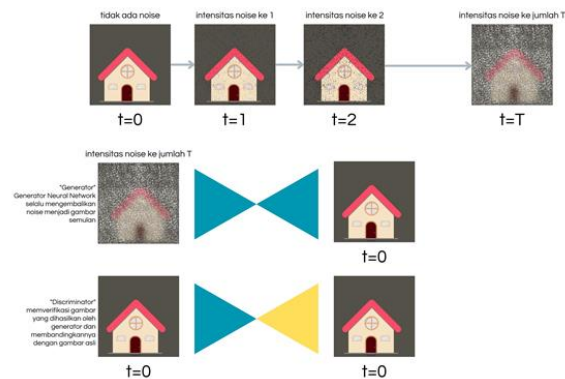 tidak ada noise
intensitas noise ke 1
intensitas noise ke 2
intensitas noise ke jumlah T
t=0
t=1
t=2
t=T
intensitas noise ke jumlah T
"Generator"
Generator Neural Network
selalu mengembalikan
noise menjadi gambar
semulan
t=0
"Discriminator"
memverifikasi gambar
yang dihasilkan oleh
generator dan
membandingkannya
dengan gambar asli
t=0
t=0